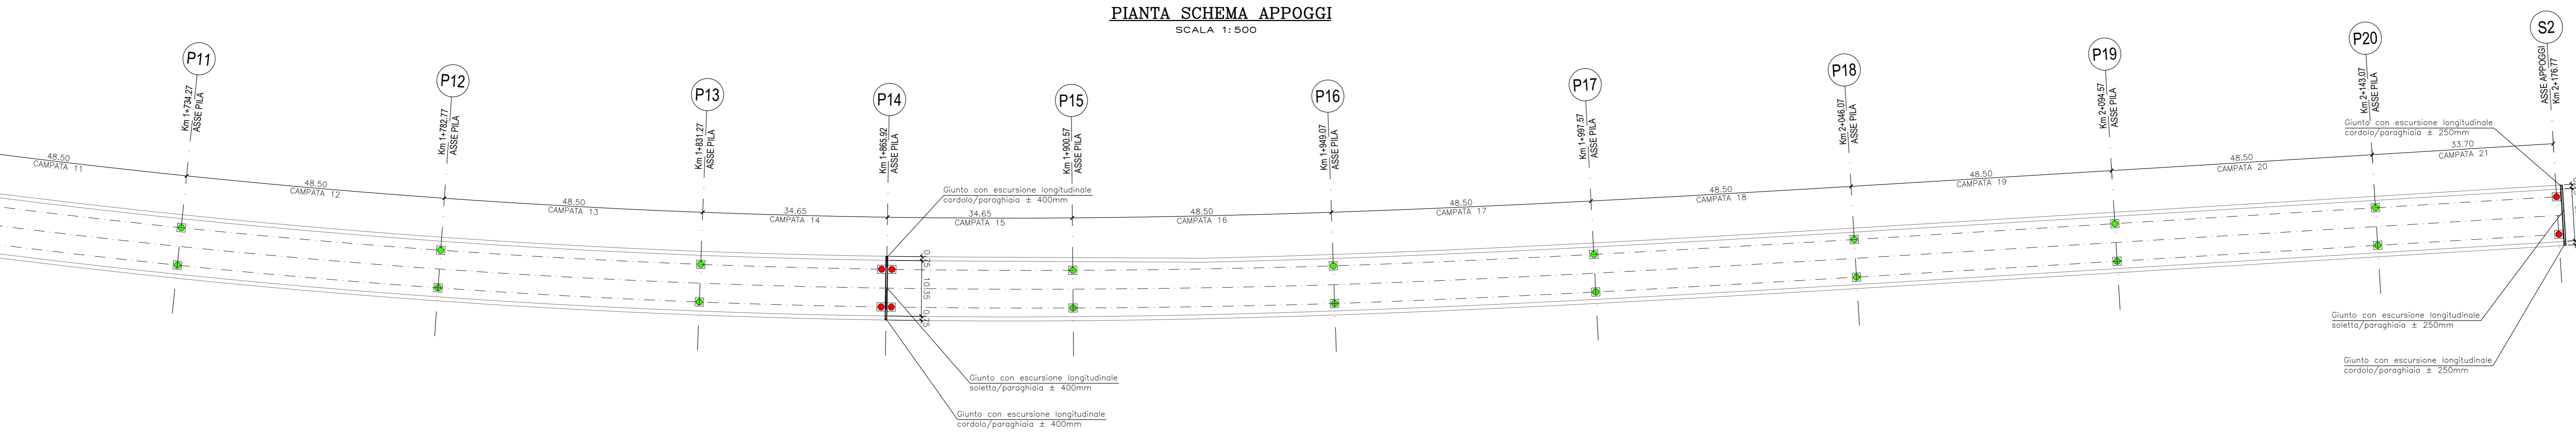 PIANTA SCHEMA APPOGGI
SCALA 1:500
P11
P12
P13
P14
P15
P16
P17
P18
P19
P20
S2
Km 1+734.27
ASSE PILA
Km 1+782.77
ASSE PILA
Km 1+831.27
ASSE PILA
Km 1+865.92
ASSE PILA
Km 1+900.57
ASSE PILA
Km 1+949.07
ASSE PILA
Km 1+997.57
ASSE PILA
Km 2+046.07
ASSE PILA
Km 2+094.57
ASSE PILA
Km 2+143.07
ASSE PILA
ASSE APPOGGI
Km 2+176.77
48.50
CAMPATA 11
48.50
CAMPATA 12
48.50
CAMPATA 13
34.65
CAMPATA 14
34.65
CAMPATA 15
48.50
CAMPATA 16
48.50
CAMPATA 17
48.50
CAMPATA 18
48.50
CAMPATA 19
48.50
CAMPATA 20
33.70
CAMPATA 21
Giunto con escursione longitudinale
cordolo/paraghiaia ± 400mm
0.75
10.35
0.75
Giunto con escursione longitudinale
soletta/paraghiaia ± 400mm
Giunto con escursione longitudinale
cordolo/paraghiaia ± 400mm
Giunto con escursione longitudinale
cordolo/paraghiaia ± 250mm
Giunto con escursione longitudinale
soletta/paraghiaia ± 250mm
Giunto con escursione longitudinale
cordolo/paraghiaia ± 250mm